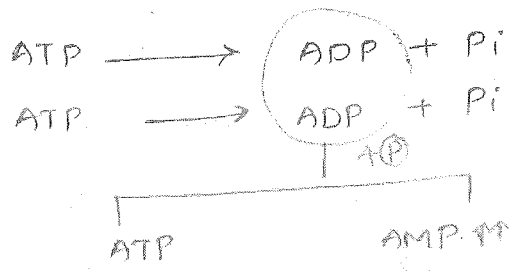 ATP → ADP + Pi
ATP → ADP + Pi
↑Ⓟ
ATP AMP ↑↑